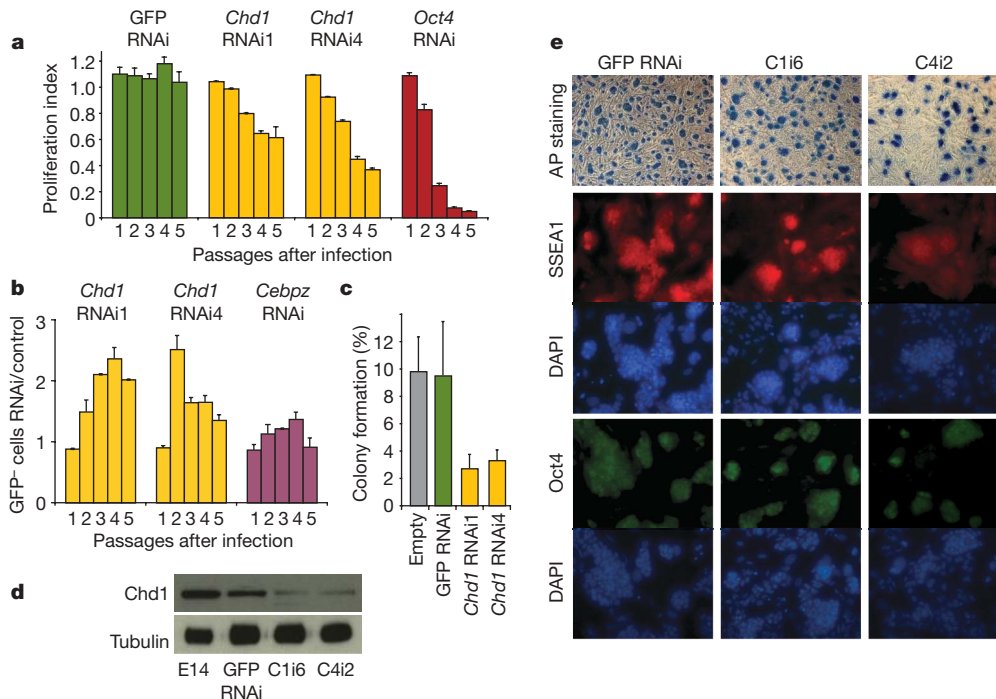 a
GFP RNAi
Chd1 RNAi1
Chd1 RNAi4
Oct4 RNAi
Proliferation index
1.2
1.0
0.8
0.6
0.4
0.2
0
1 2 3 4 5
1 2 3 4 5
1 2 3 4 5
1 2 3 4 5
Passages after infection
b
Chd1 RNAi1
Chd1 RNAi4
Cebpz RNAi
GFP⁻ cells RNAi/control
3
2
1
0
1 2 3 4 5
1 2 3 4 5
1 2 3 4 5
Passages after infection
c
Colony formation (%)
12
10
8
6
4
2
0
Empty
GFP RNAi
Chd1 RNAi1
Chd1 RNAi4
d
Chd1
Tubulin
E14
GFP RNAi
C1i6
C4i2
e
GFP RNAi
C1i6
C4i2
AP staining
SSEA1
DAPI
Oct4
DAPI